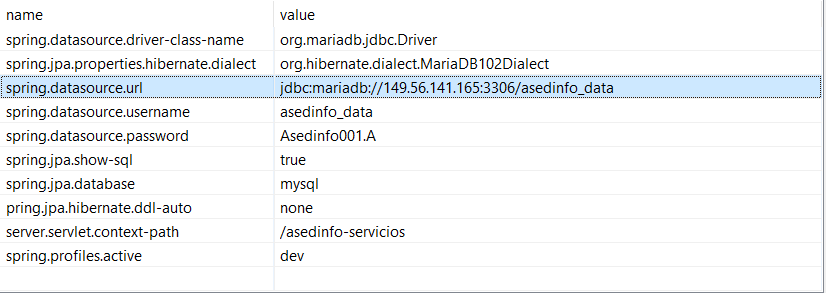 name value
spring.datasource.driver-class-name org.mariadb.jdbc.Driver
spring.jpa.properties.hibernate.dialect org.hibernate.dialect.MariaDB102Dialect
spring.datasource.url jdbc:mariadb://149.56.141.165:3306/asedinfo_data
spring.datasource.username asedinfo_data
spring.datasource.password Asedinfo001.A
spring.jpa.show-sql true
spring.jpa.database mysql
pring.jpa.hibernate.ddl-auto none
server.servlet.context-path /asedinfo-servicios
spring.profiles.active dev